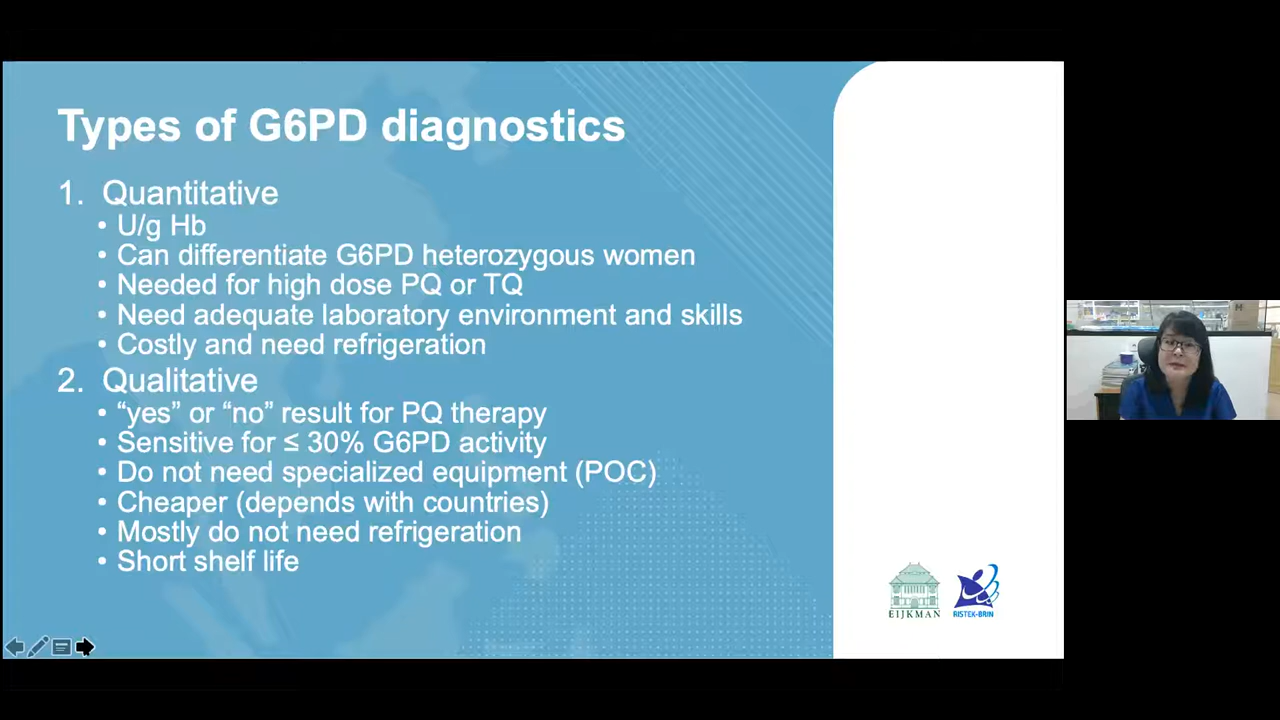 Types of G6PD diagnostics
1. Quantitative
• U/g Hb
• Can differentiate G6PD heterozygous women
• Needed for high dose PQ or TQ
• Need adequate laboratory environment and skills
• Costly and need refrigeration
2. Qualitative
• “yes” or “no” result for PQ therapy
• Sensitive for ≤ 30% G6PD activity
• Do not need specialized equipment (POC)
• Cheaper (depends with countries)
• Mostly do not need refrigeration
• Short shelf life
EIJKMAN
RISTEK-BRIN